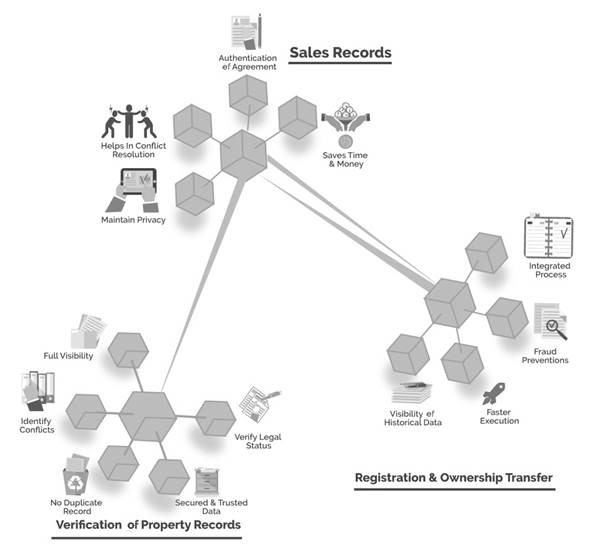 Authentication
of Agreement
Sales Records
Helps In Conflict
Resolution
Saves Time
& Money
Maintain Privacy
Integrated
Process
Full Visibility
Fraud
Preventions
Identify
Conflicts
Visibility of
Historical Data
Faster
Execution
Verify Legal
Status
No Duplicate
Record
Secured & Trusted
Data
Registration & Ownership Transfer
Verification of Property Records